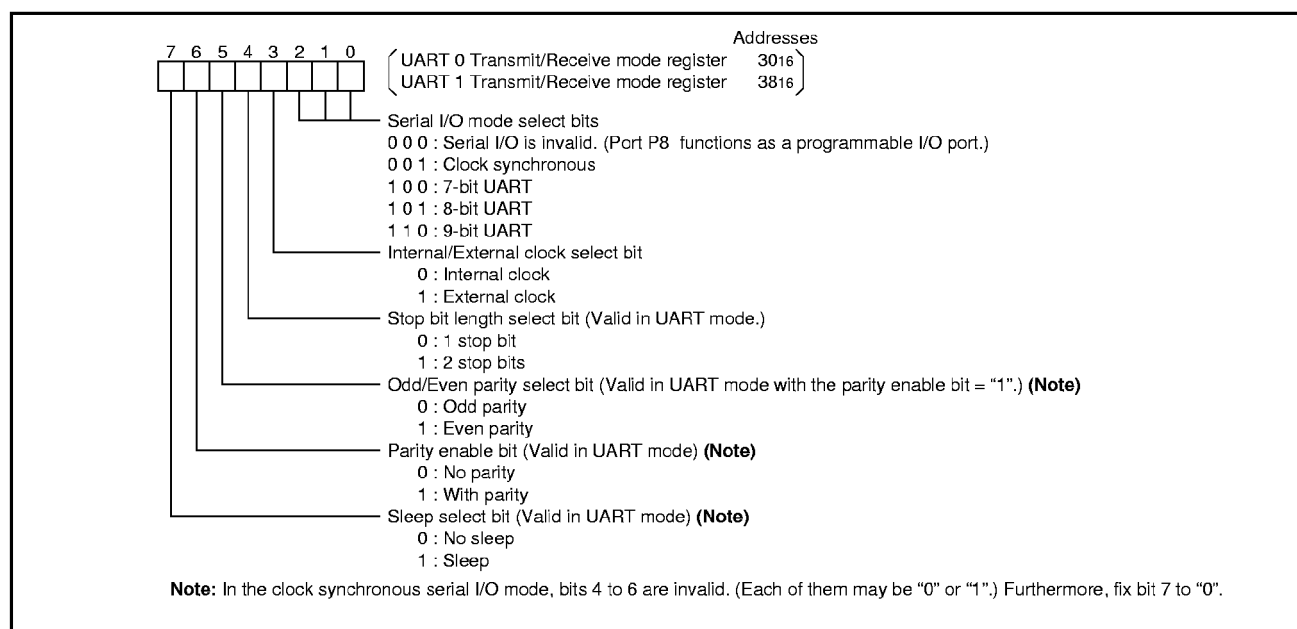 Addresses
7 6 5 4 3 2 1 0
UART 0 Transmit/Receive mode register 3016
UART 1 Transmit/Receive mode register 3816
Serial I/O mode select bits
0 0 0 : Serial I/O is invalid. (Port P8 functions as a programmable I/O port.)
0 0 1 : Clock synchronous
1 0 0 : 7-bit UART
1 0 1 : 8-bit UART
1 1 0 : 9-bit UART
Internal/External clock select bit
0 : Internal clock
1 : External clock
Stop bit length select bit (Valid in UART mode.)
0 : 1 stop bit
1 : 2 stop bits
Odd/Even parity select bit (Valid in UART mode with the parity enable bit = “1”.) (Note)
0 : Odd parity
1 : Even parity
Parity enable bit (Valid in UART mode) (Note)
0 : No parity
1 : With parity
Sleep select bit (Valid in UART mode) (Note)
0 : No sleep
1 : Sleep
Note: In the clock synchronous serial I/O mode, bits 4 to 6 are invalid. (Each of them may be “0” or “1”.) Furthermore, fix bit 7 to “0”.